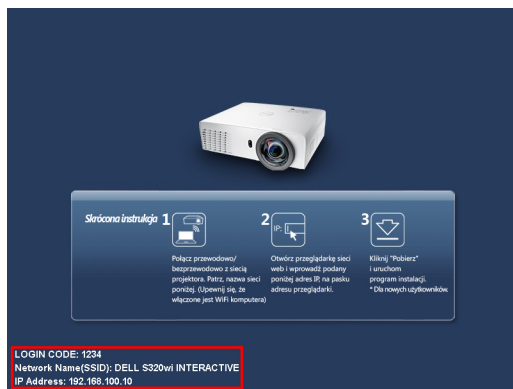 Skrócona instrukcja
1
Połącz przewodowo/
bezprzewodowo z siecią
projektora. Patrz, nazwa sieci
poniżej. (Upewnij się, że
włączone jest WiFi komputera)
2
IP:
Otwórz przeglądarkę sieci
web i wprowadź podany
poniżej adres IP, na pasku
adresu przeglądarki.
3
Kliknij "Pobierz"
i uruchom
program instalacji.
* Dla nowych użytkowników.
LOGIN CODE: 1234
Network Name(SSID): DELL S320wi INTERACTIVE
IP Address: 192.168.100.10